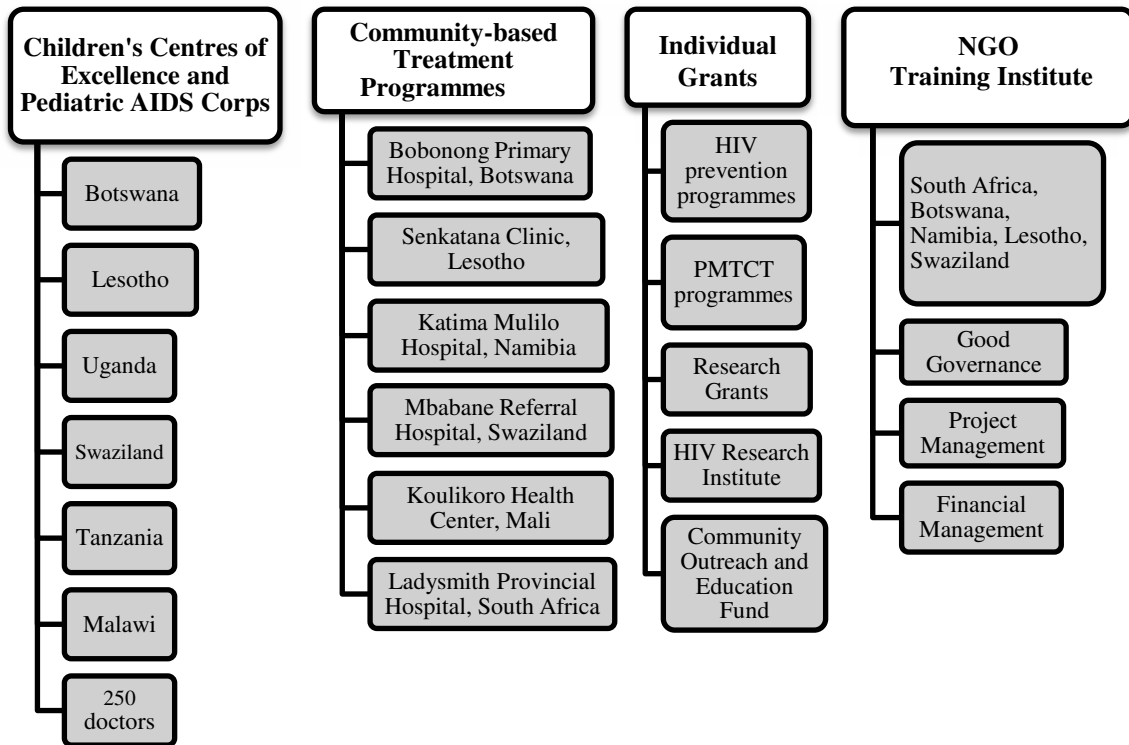 Children's Centres of
Excellence and
Pediatric AIDS Corps
Botswana
Lesotho
Uganda
Swaziland
Tanzania
Malawi
250
doctors
Community-based
Treatment
Programmes
Bobonong Primary
Hospital, Botswana
Senkatana Clinic,
Lesotho
Katima Mulilo
Hospital, Namibia
Mbabane Referral
Hospital, Swaziland
Koulikoro Health
Center, Mali
Ladysmith Provincial
Hospital, South Africa
Individual
Grants
HIV
prevention
programmes
PMTCT
programmes
Research
Grants
HIV Research
Institute
Community
Outreach and
Education
Fund
NGO
Training Institute
South Africa,
Botswana,
Namibia, Lesotho,
Swaziland
Good
Governance
Project
Management
Financial
Management